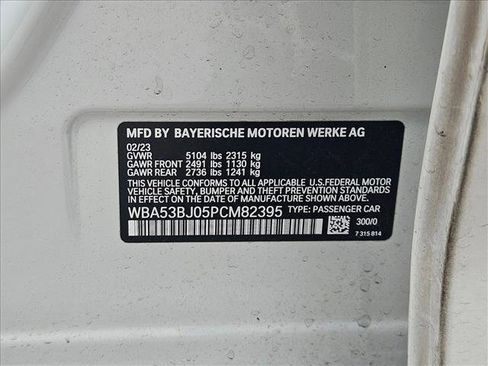 MFD BY BAYERISCHE MOTOREN WERKE AG
02/23
GVWR 5104 lbs 2315 kg
GAWR FRONT 2491 lbs 1130 kg
GAWR REAR 2736 lbs 1241 kg
THIS VEHICLE CONFORMS TO ALL APPLICABLE U.S.FEDERAL MOTOR
VEHICLE SAFETY, BUMPER AND THEFT PREVENTION STANDARDS
IN EFFECT ON THE DATE OF MANUFACTURE SHOWN ABOVE
WBA53BJ05PCM82395 TYPE: PASSENGER CAR
300/0
7 315 814